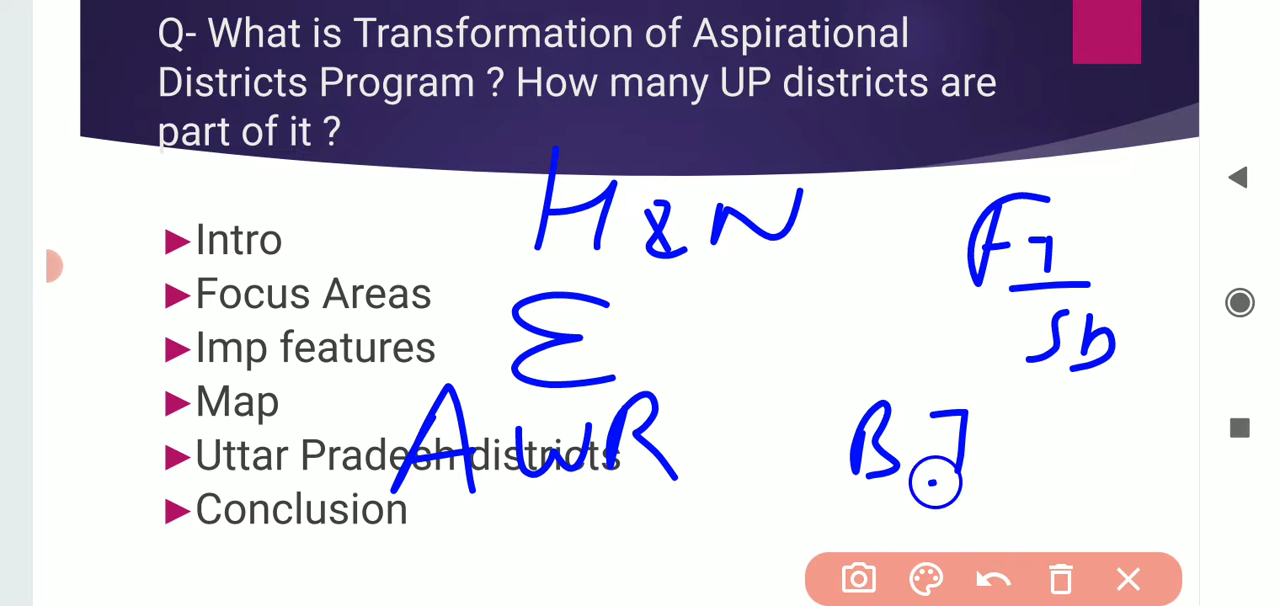 Q- What is Transformation of Aspirational
Districts Program ? How many UP districts are
part of it ?
H & N
►Intro
FI
►Focus Areas
E
SD
►Imp features
►Map
AWR
BI
►Uttar Pradesh districts
►Conclusion